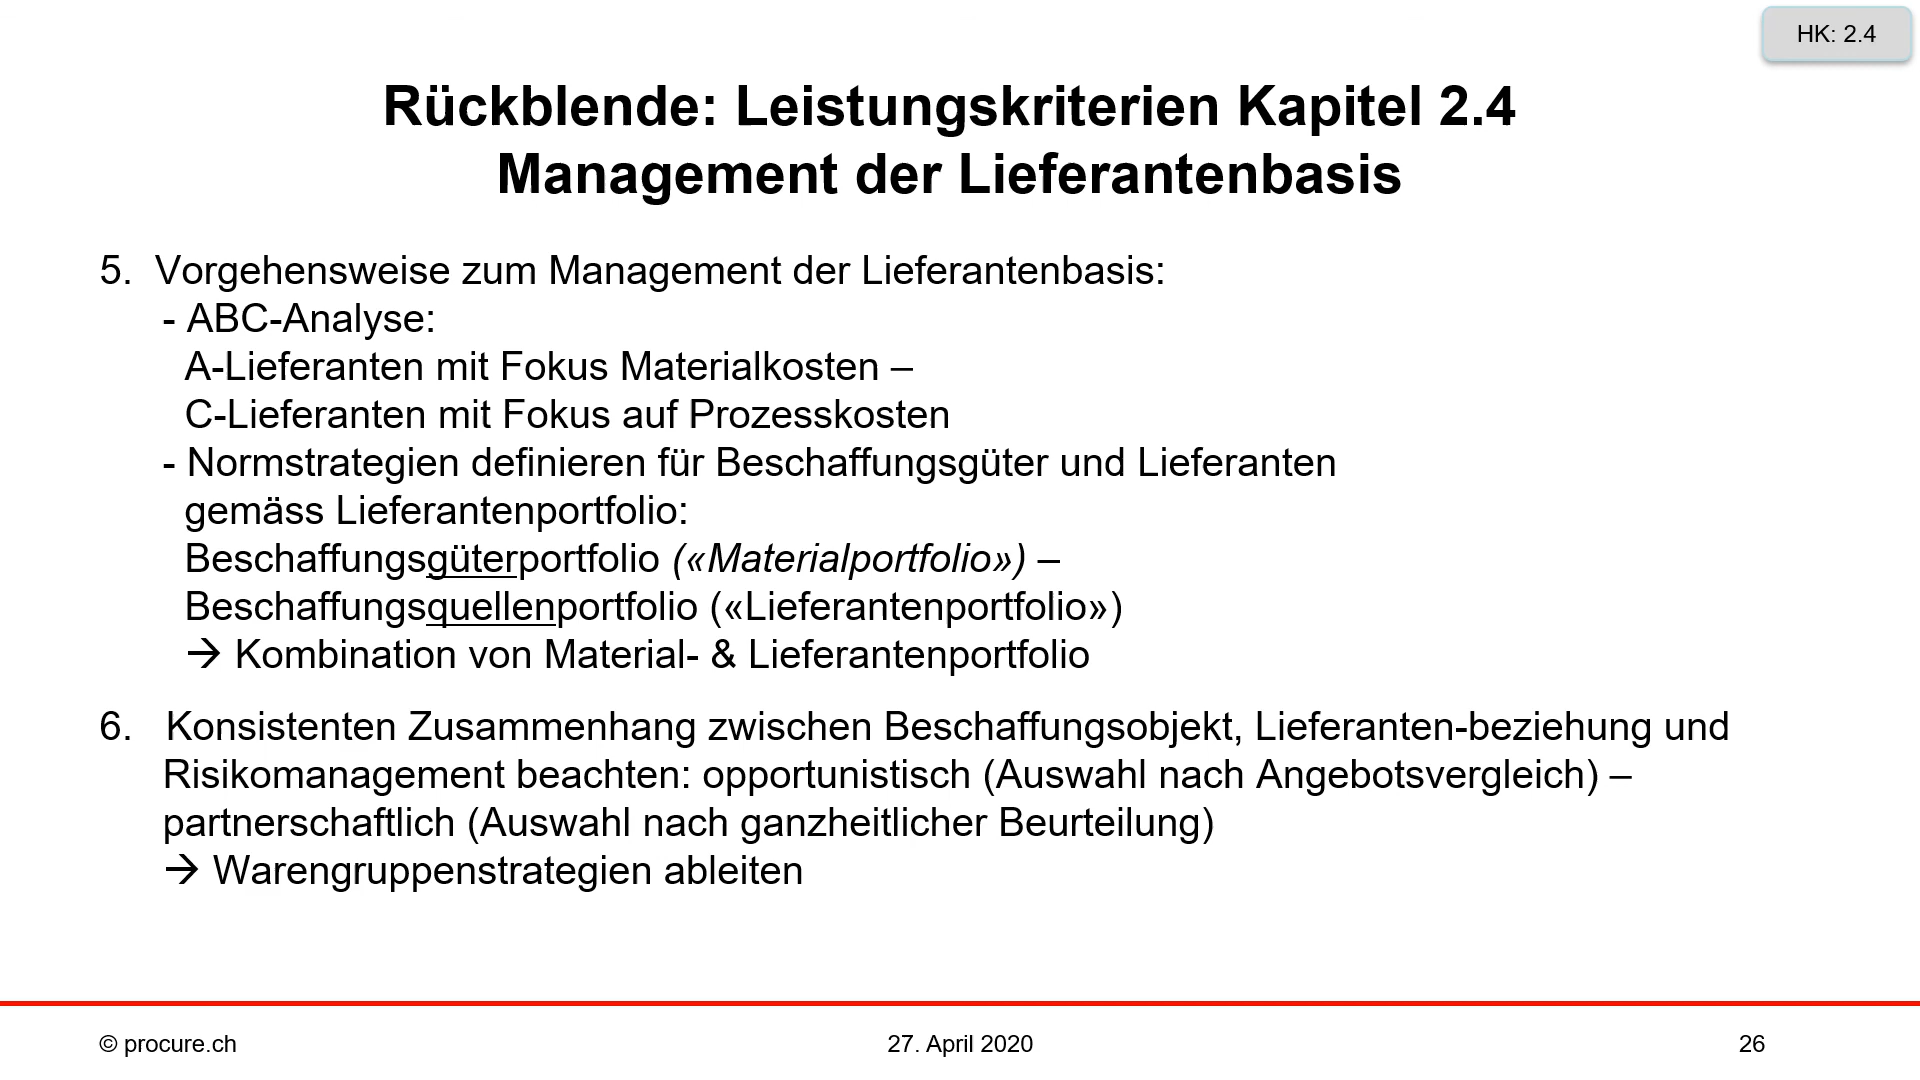 HK: 2.4
Rückblende: Leistungskriterien Kapitel 2.4
Management der Lieferantenbasis
5. Vorgehensweise zum Management der Lieferantenbasis:
- ABC-Analyse:
A-Lieferanten mit Fokus Materialkosten –
C-Lieferanten mit Fokus auf Prozesskosten
- Normstrategien definieren für Beschaffungsgüter und Lieferanten
gemäss Lieferantenportfolio:
Beschaffungsgüterportfolio («Materialportfolio») –
Beschaffungsquellenportfolio («Lieferantenportfolio»)
→ Kombination von Material- & Lieferantenportfolio
6. Konsistenten Zusammenhang zwischen Beschaffungsobjekt, Lieferanten-beziehung und
Risikomanagement beachten: opportunistisch (Auswahl nach Angebotsvergleich) –
partnerschaftlich (Auswahl nach ganzheitlicher Beurteilung)
→ Warengruppenstrategien ableiten
© procure.ch
27. April 2020
26